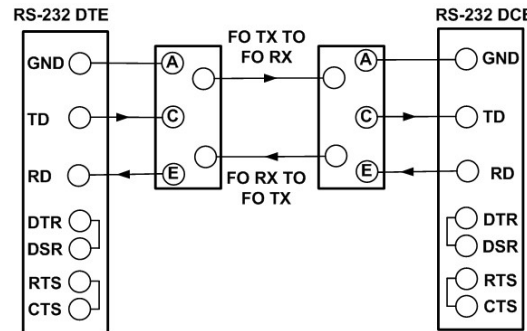 RS-232 DTE
RS-232 DCE
FO TX TO
FO RX
GND
A
A
GND
TD
C
C
TD
RD
E
E
RD
FO RX TO
FO TX
DTR
DSR
RTS
CTS
DTR
DSR
RTS
CTS